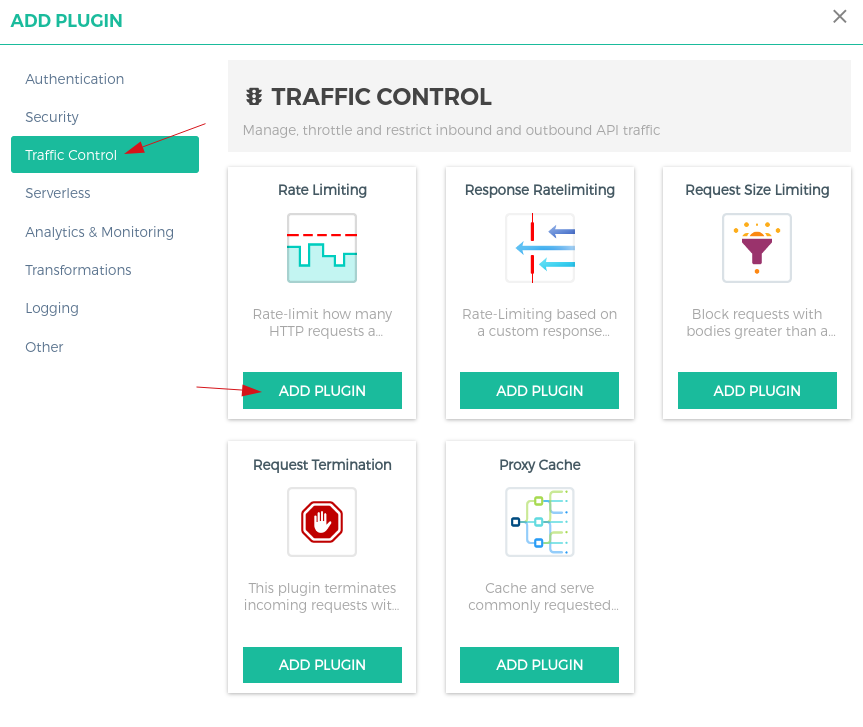 ADD PLUGIN
Authentication
Security
Traffic Control
Serverless
Analytics & Monitoring
Transformations
Logging
Other
TRAFFIC CONTROL
Manage, throttle and restrict inbound and outbound API traffic
Rate Limiting
Rate-limit how many
HTTP requests a...
ADD PLUGIN
Response Ratelimiting
Rate-Limiting based on
a custom response...
ADD PLUGIN
Request Size Limiting
Block requests with
bodies greater than a...
ADD PLUGIN
Request Termination
This plugin terminates
incoming requests wit...
ADD PLUGIN
Proxy Cache
Cache and serve
commonly requested...
ADD PLUGIN